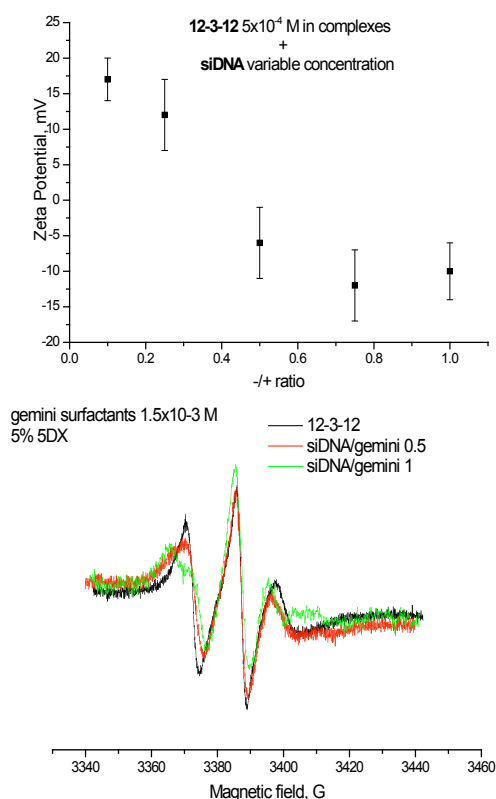 12-3-12 5x10⁻⁴ M in complexes
+
siDNA variable concentration
Zeta Potential, mV
25
20
15
10
5
0
-5
-10
-15
-20
0.0 0.2 0.4 0.6 0.8 1.0
-/+ ratio
gemini surfactants 1.5x10-3 M
5% 5DX
12-3-12
siDNA/gemini 0.5
siDNA/gemini 1
3340 3360 3380 3400 3420 3440 3460
Magnetic field, G